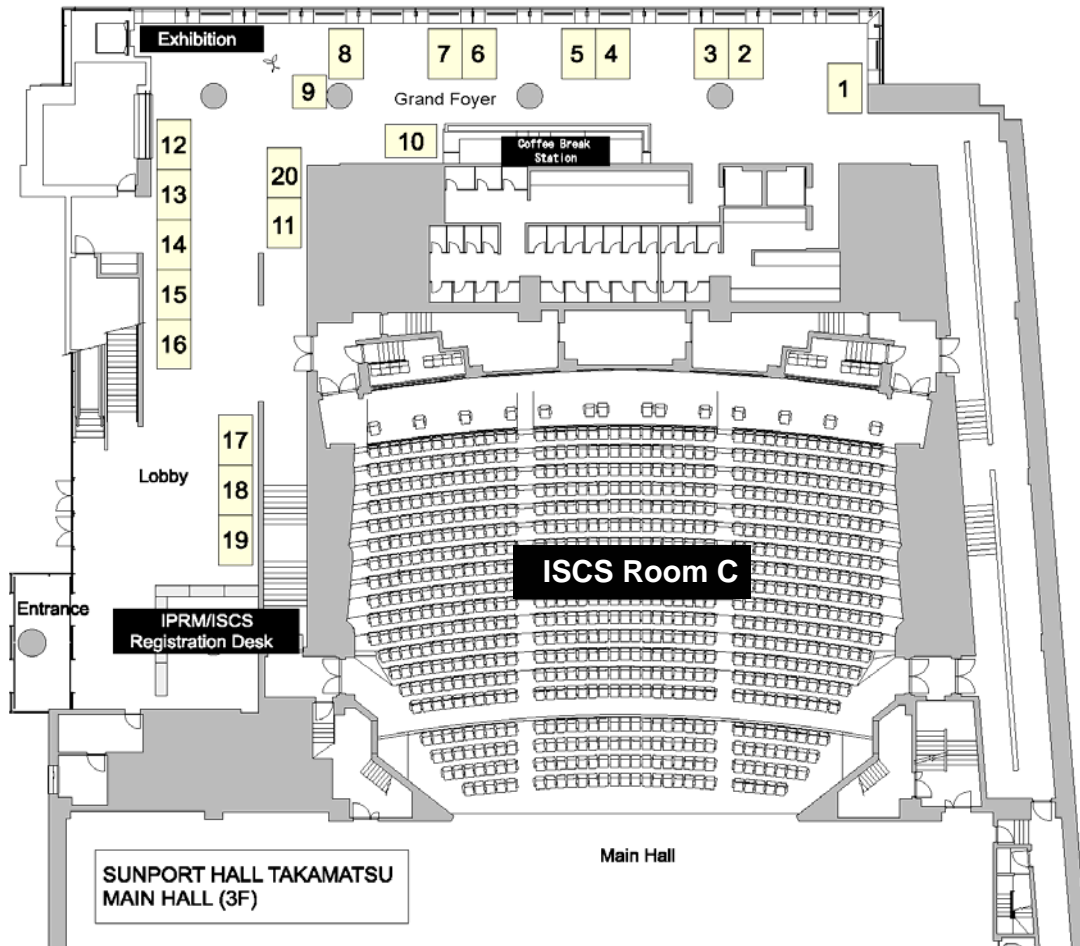 Exhibition
8
7
6
5
4
3
2
1
9
Grand Foyer
10
Coffee Break
Station
12
13
14
15
16
20
11
17
18
19
Lobby
ISCS Room C
Entrance
IPRM/ISCS
Registration Desk
Main Hall
SUNPORT HALL TAKAMATSU
MAIN HALL (3F)